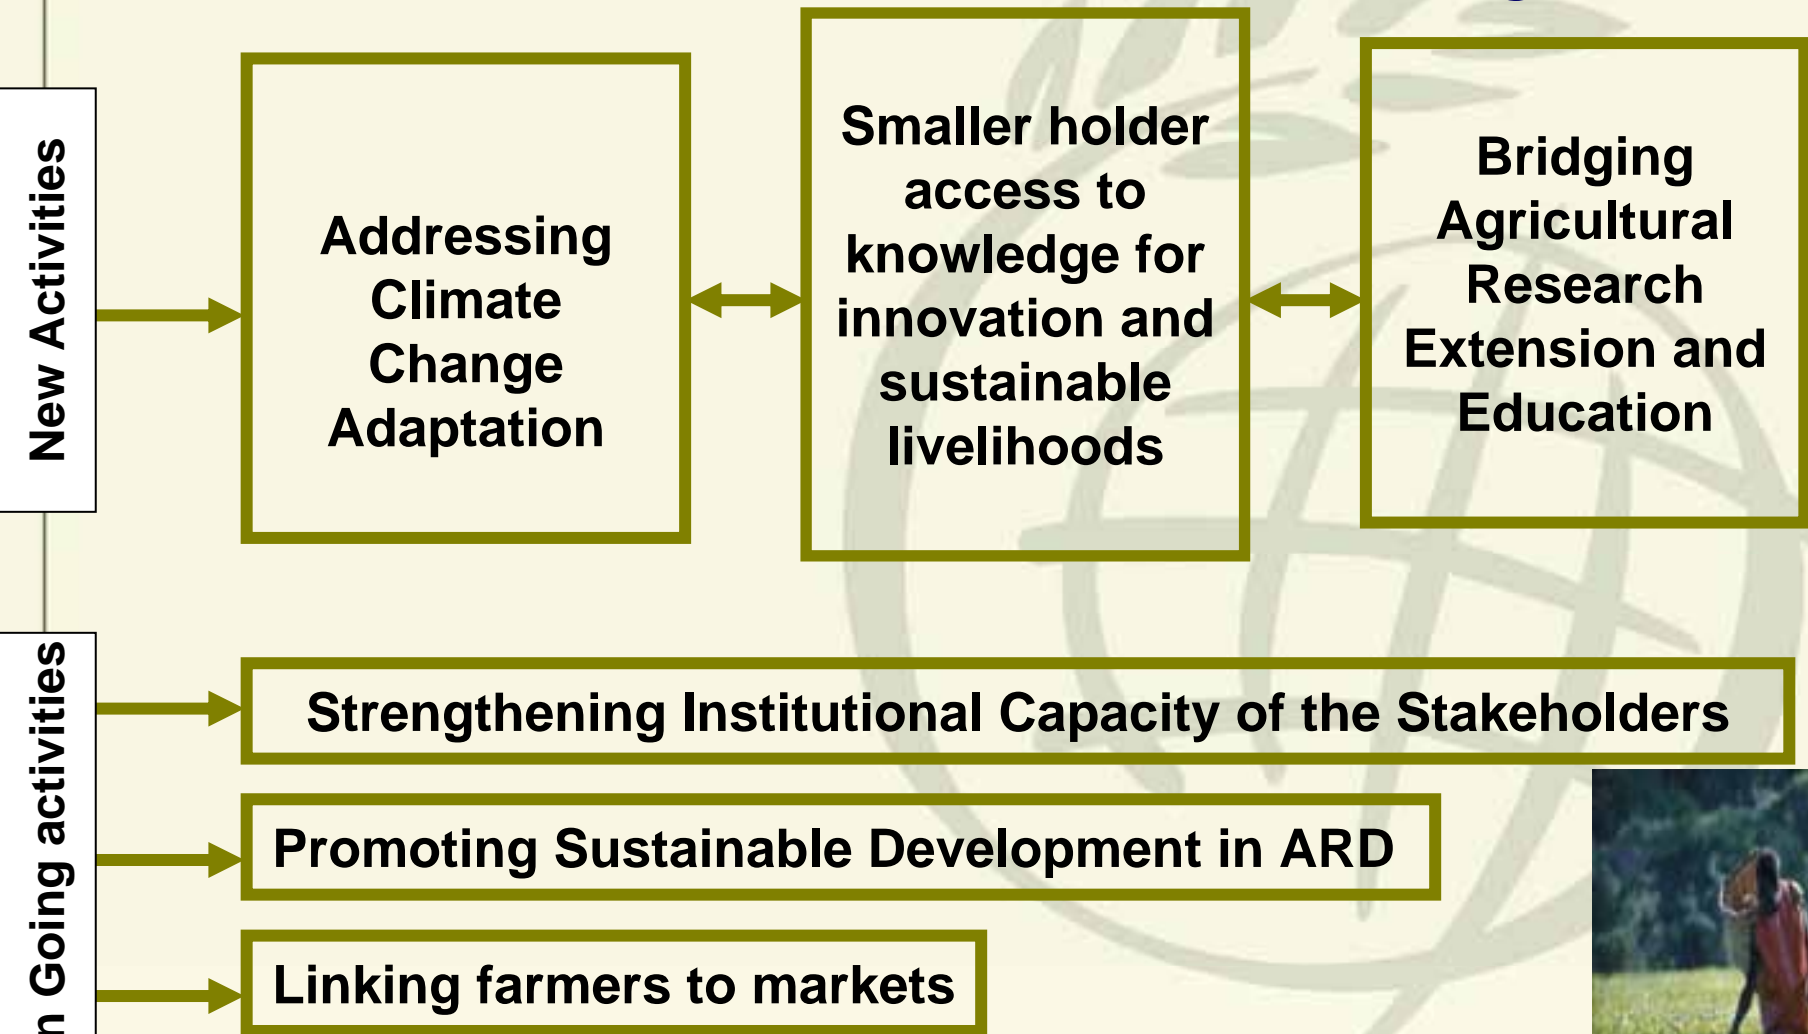 New Activities
Addressing
Climate
Change
Adaptation
Smaller holder
access to
knowledge for
innovation and
sustainable
livelihoods
Bridging
Agricultural
Research
Extension and
Education
Going activities
Strengthening Institutional Capacity of the Stakeholders
Promoting Sustainable Development in ARD
Linking farmers to markets